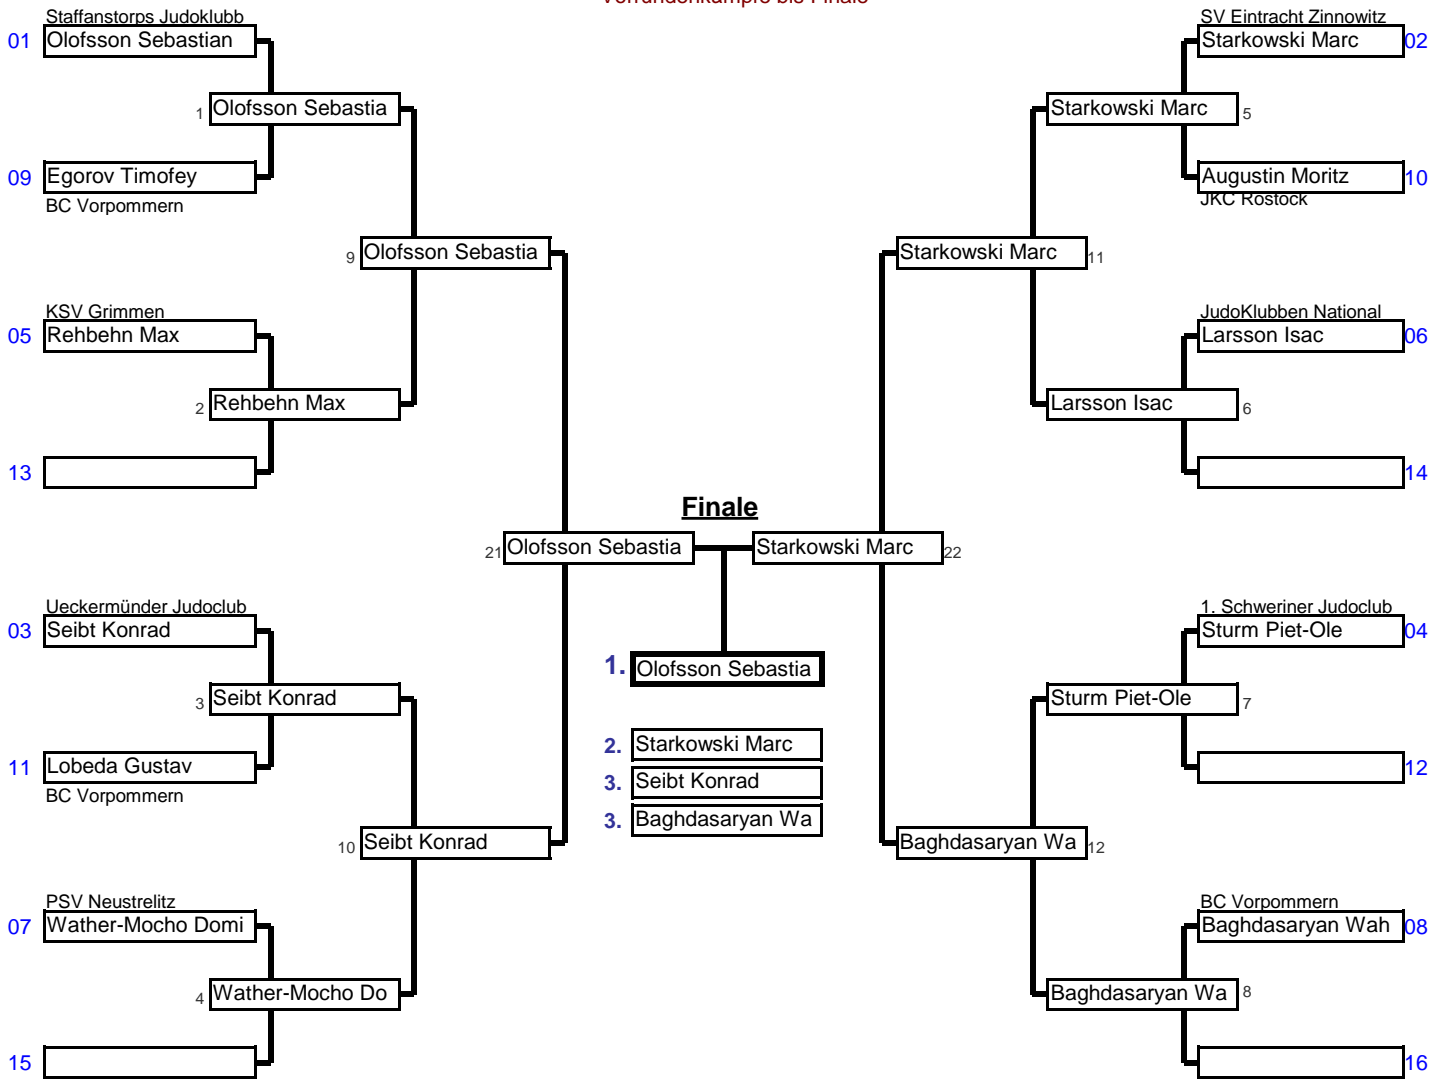 Vorrundenkämpfe bis Finale
Staffanstorps Judoklubb
01 Olofsson Sebastian
1 Olofsson Sebastia
09 Egorov Timofey
BC Vorpommern
9 Olofsson Sebastia
KSV Grimmen
05 Rehbehn Max
2 Rehbehn Max
13
21 Olofsson Sebastia
Ueckermünder Judoclub
03 Seibt Konrad
3 Seibt Konrad
11 Lobeda Gustav
BC Vorpommern
10 Seibt Konrad
PSV Neustrelitz
07 Wather-Mocho Domi
4 Wather-Mocho Do
15
Finale
1. Olofsson Sebastia
2. Starkowski Marc
3. Seibt Konrad
3. Baghdasaryan Wa
SV Eintracht Zinnowitz
Starkowski Marc 02
Starkowski Marc 5
Augustin Moritz 10
JKC Rostock
Starkowski Marc 11
JudoKlubben National
Larsson Isac 06
Larsson Isac 6
14
Starkowski Marc 22
1. Schweriner Judoclub
Sturm Piet-Ole 04
Sturm Piet-Ole 7
12
Baghdasaryan Wa 12
BC Vorpommern
Baghdasaryan Wah 08
Baghdasaryan Wa 8
16